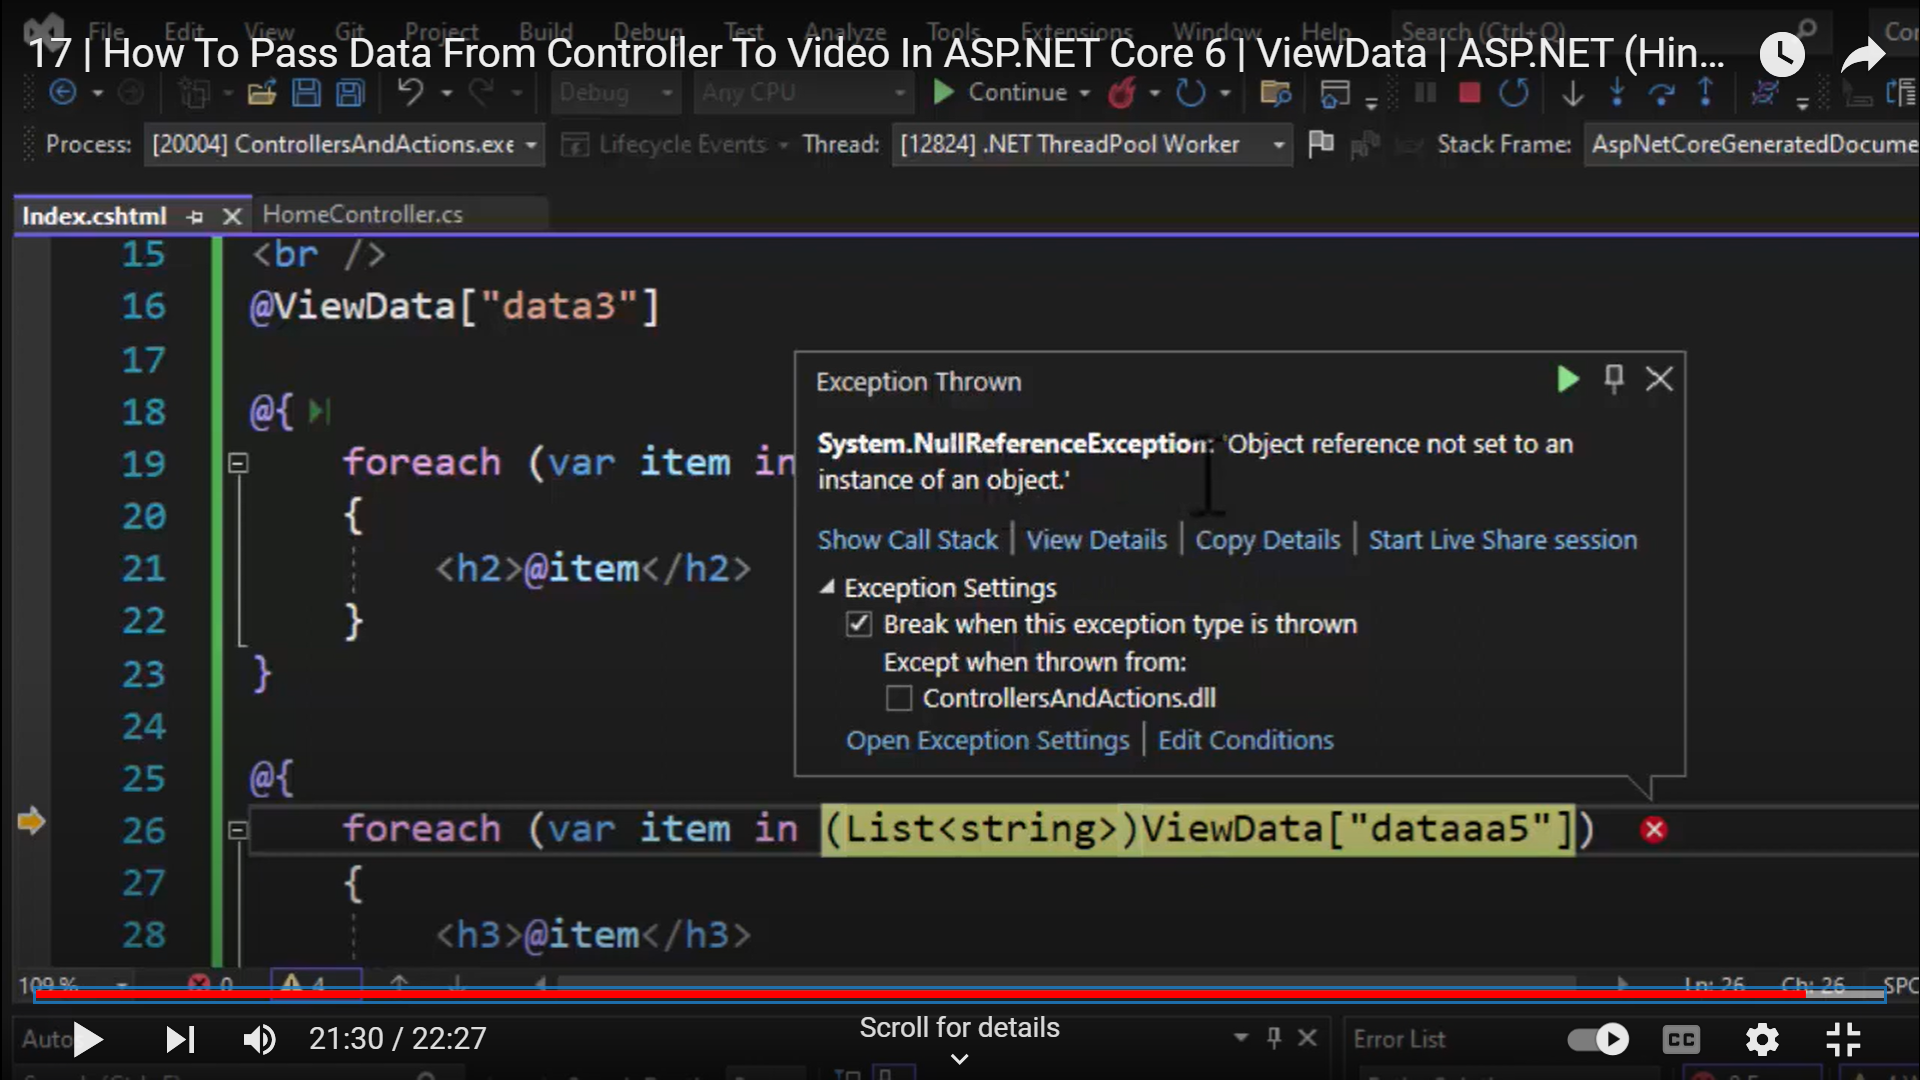 File Edit View Git Project Build Debug Test Analyze Tools Extensions Window Help Search (Ctrl+Q)
17 | How To Pass Data From Controller To Video In ASP.NET Core 6 | ViewData | ASP.NET (Hin...
Debug Any CPU Continue
Process: [20004] ControllersAndActions.exe Lifecycle Events Thread: [12824] .NET ThreadPool Worker Stack Frame: AspNetCoreGeneratedDocume
Index.cshtml HomeController.cs
15 <br />
16 @ViewData["data3"]
17
18 @{
19 foreach (var item in
20 {
21 <h2>@item</h2>
22 }
23 }
24
25 @{
26 foreach (var item in (List<string>)ViewData["dataaa5"])
27 {
28 <h3>@item</h3>
Exception Thrown
System.NullReferenceException: 'Object reference not set to an
instance of an object.'
Show Call Stack | View Details | Copy Details | Start Live Share session
Exception Settings
Break when this exception type is thrown
Except when thrown from:
ControllersAndActions.dll
Open Exception Settings | Edit Conditions
109 % 0 4 Ln: 26 Ch: 26 SPC
21:30 / 22:27
Scroll for details
Error List
CC